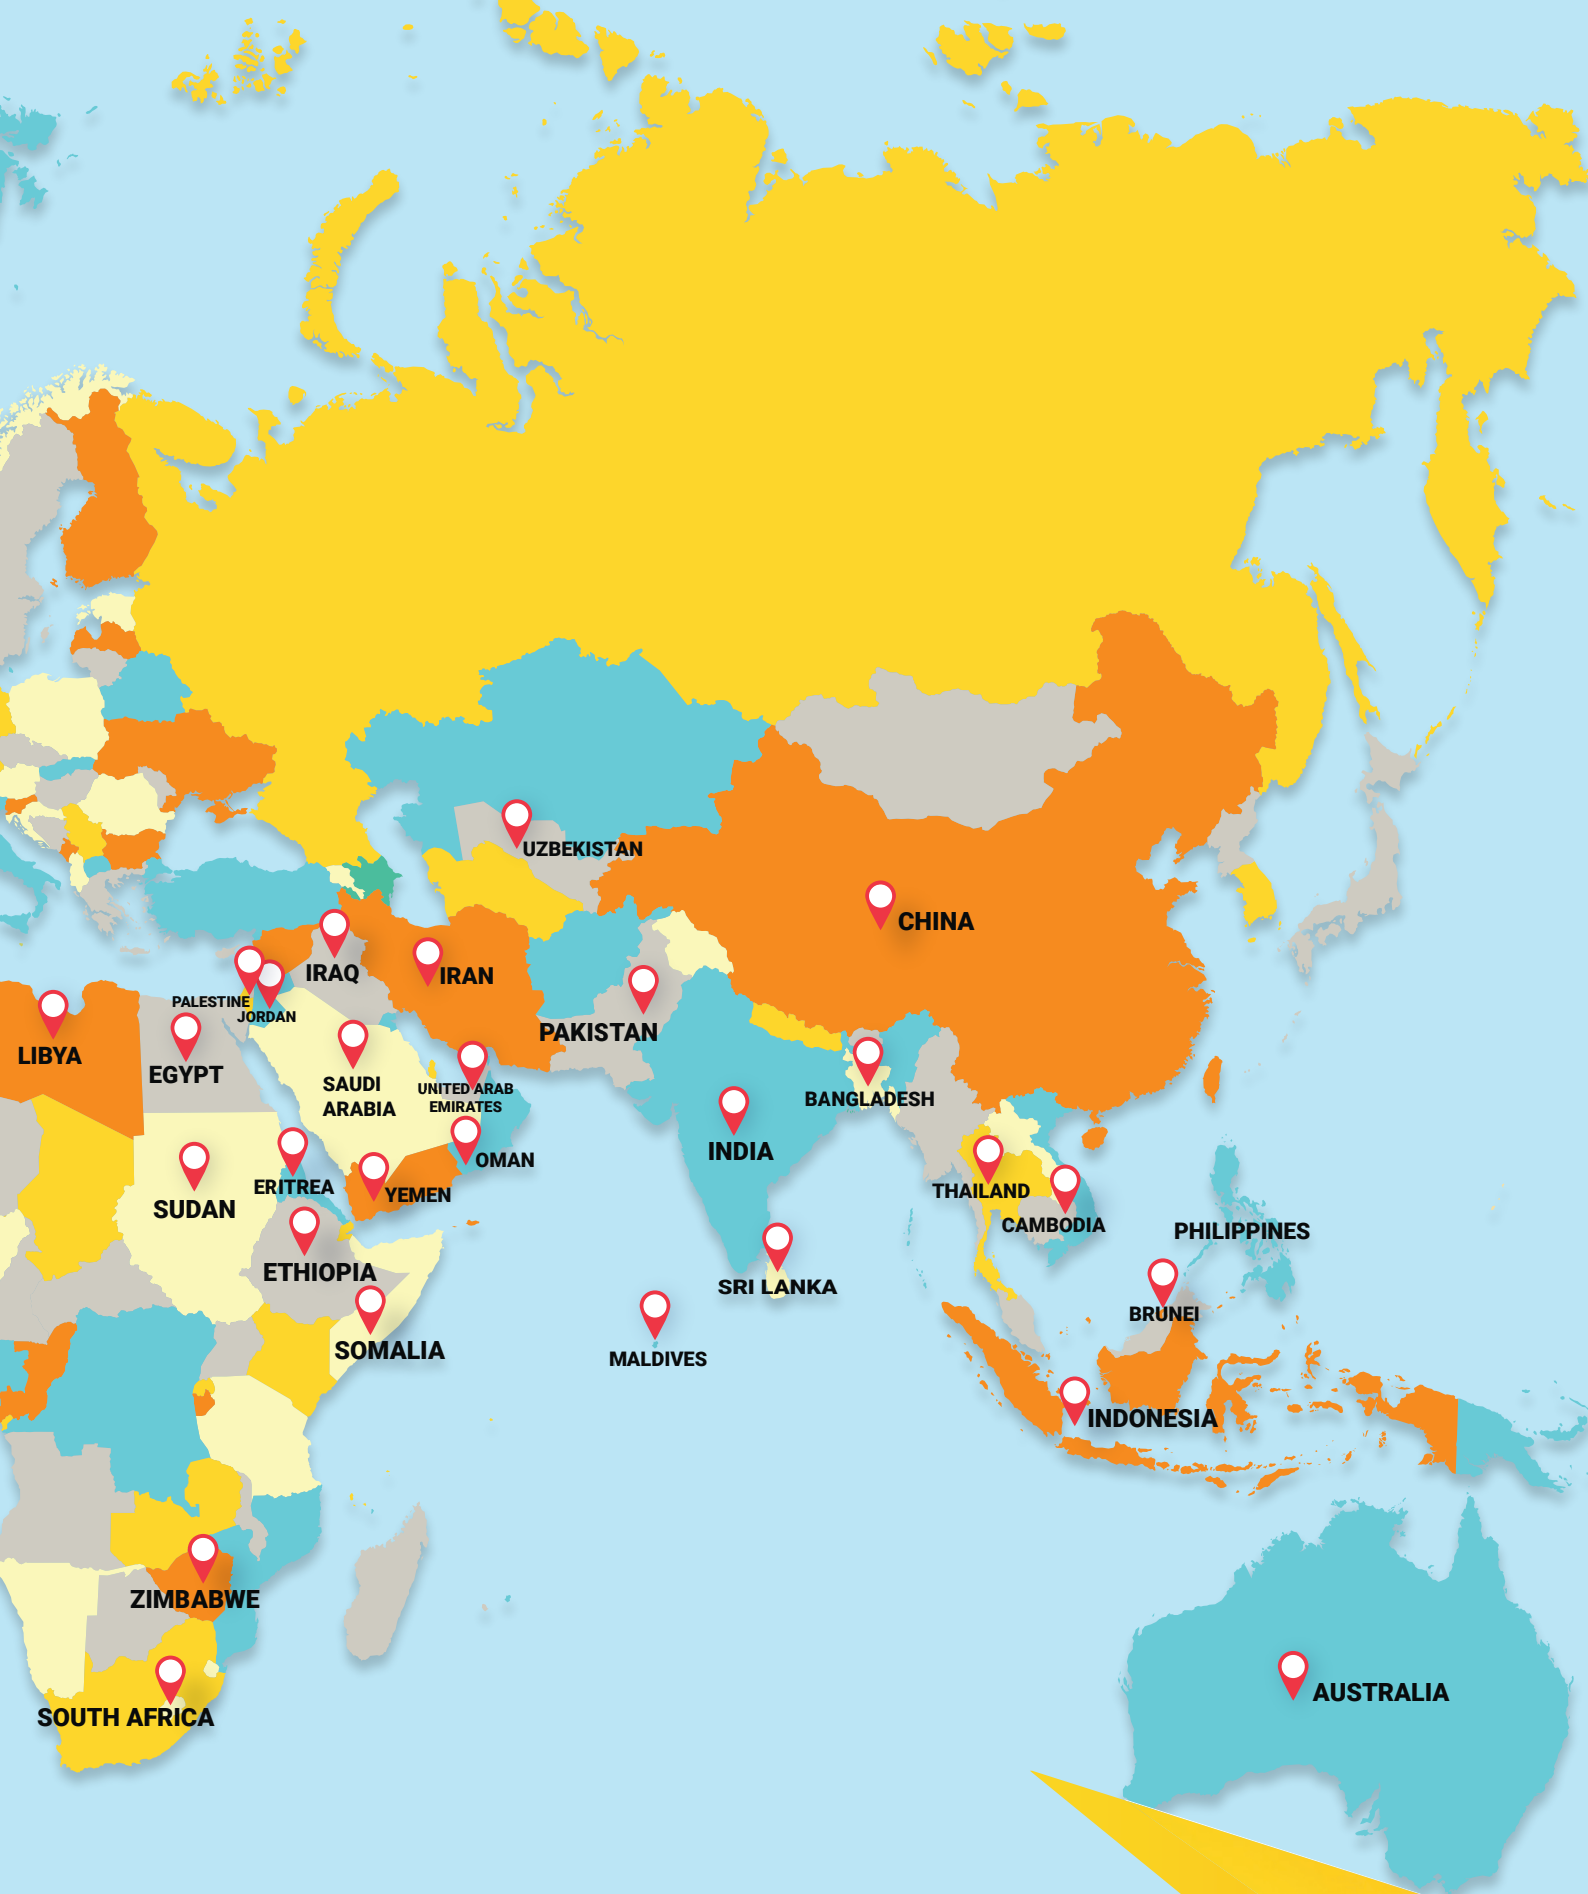 UZBEKISTAN
CHINA
IRAQ
IRAN
PALESTINE
JORDAN
PAKISTAN
LIBYA
EGYPT
SAUDI
ARABIA
UNITED ARAB
EMIRATES
BANGLADESH
INDIA
OMAN
ERITREA
YEMEN
SUDAN
THAILAND
CAMBODIA
PHILIPPINES
ETHIOPIA
SRI LANKA
BRUNEI
SOMALIA
MALDIVES
INDONESIA
ZIMBABWE
AUSTRALIA
SOUTH AFRICA